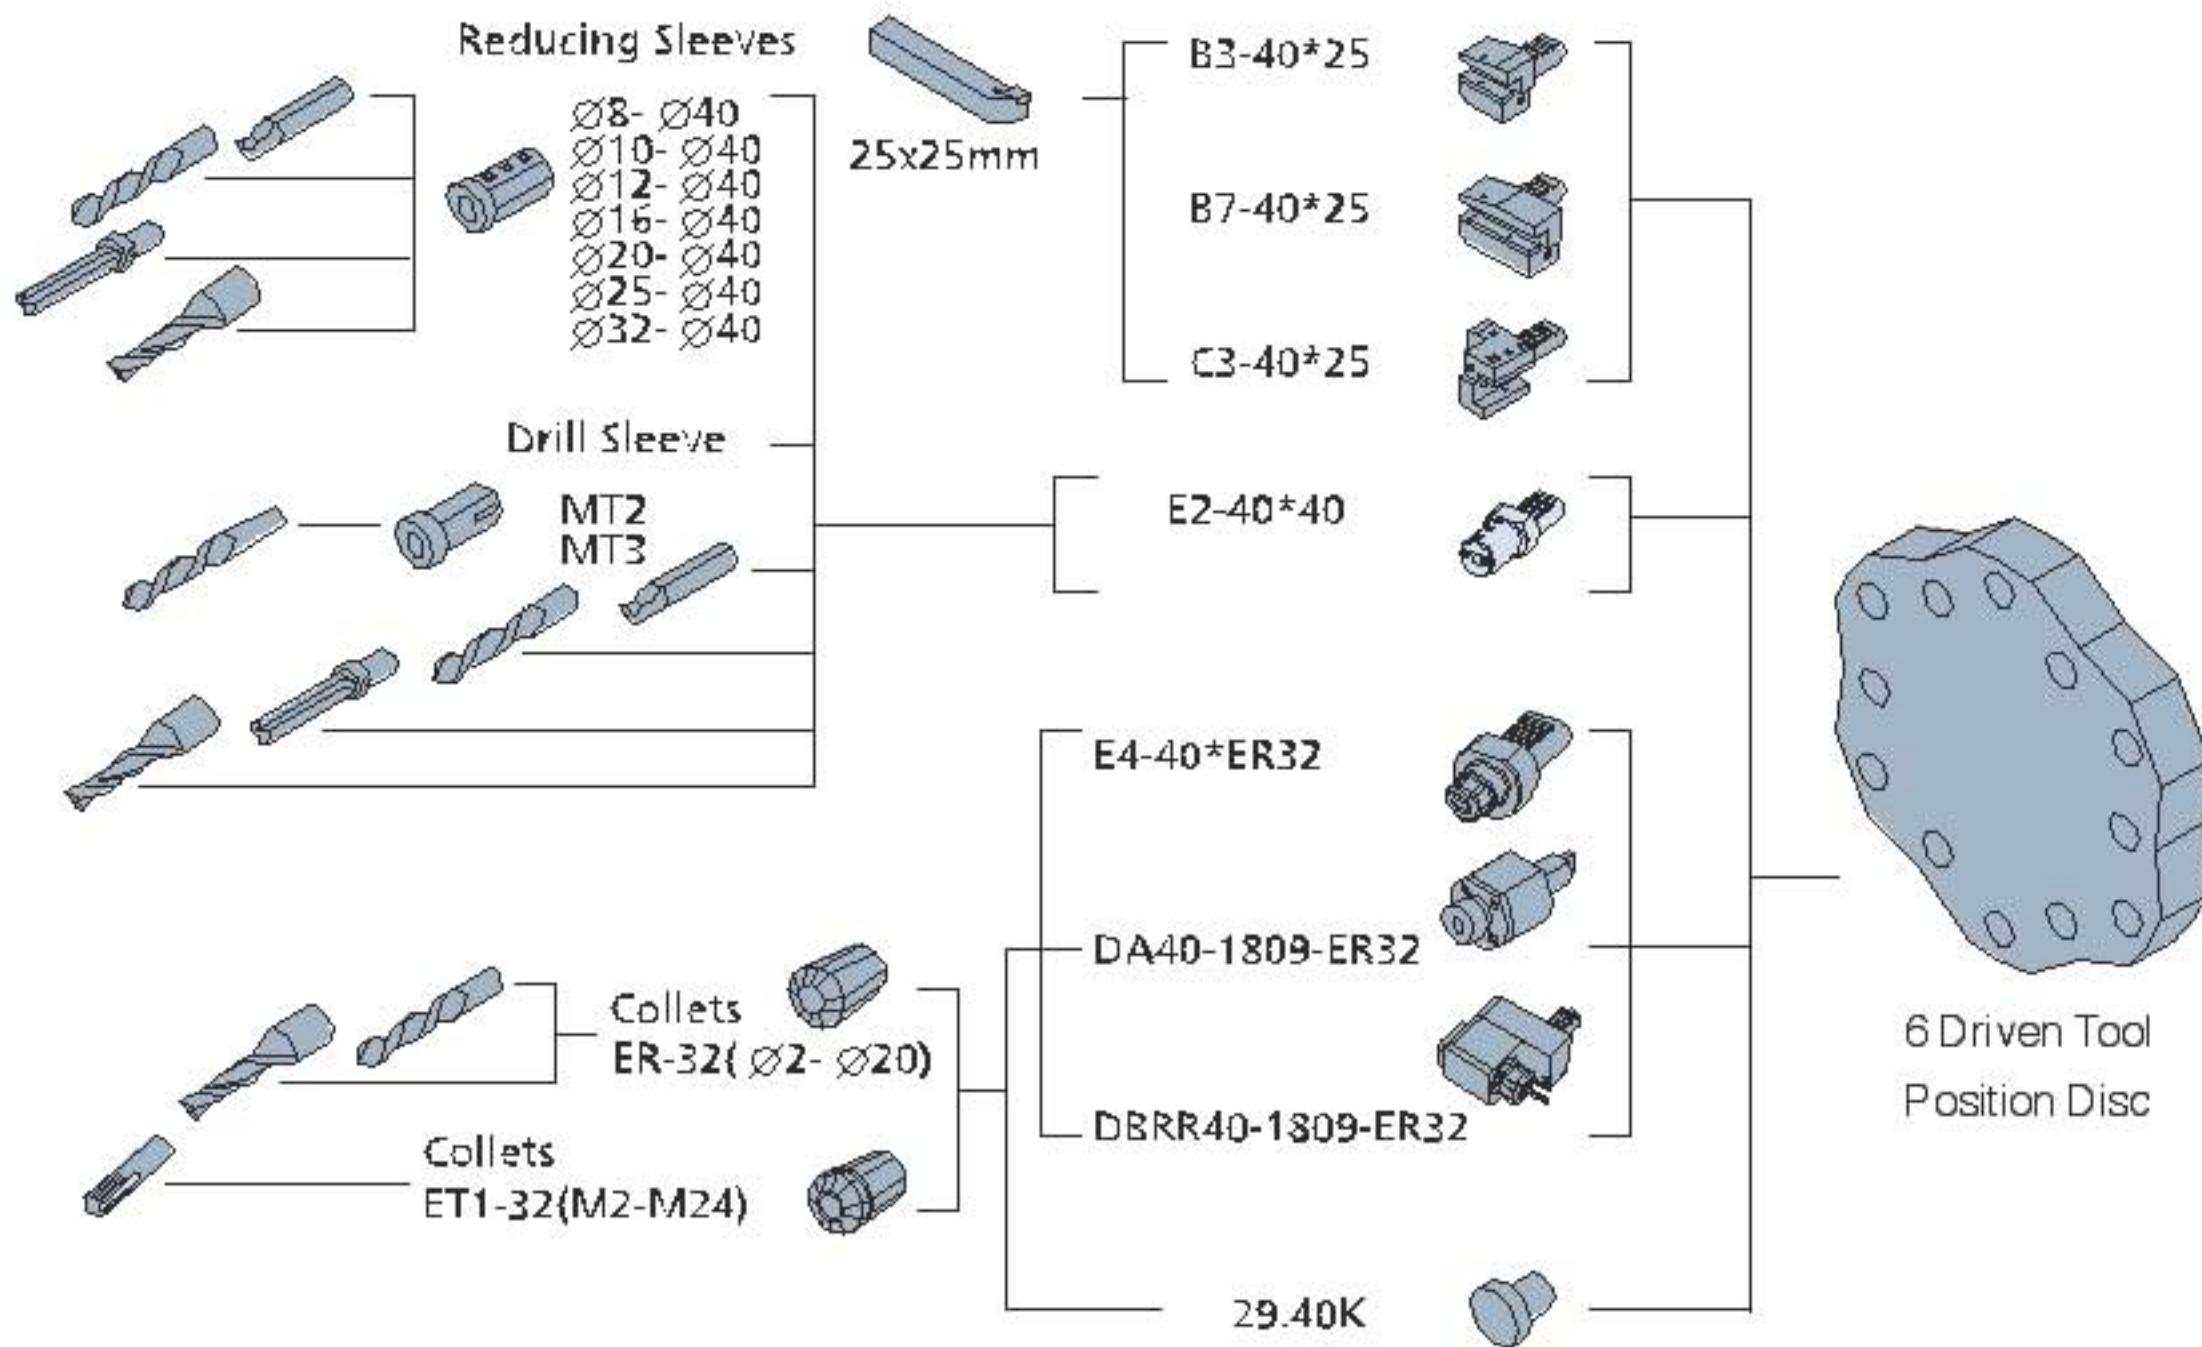 Reducing Sleeves
Ø8- Ø40
Ø10- Ø40
Ø12- Ø40
Ø16- Ø40
Ø20- Ø40
Ø25- Ø40
Ø32- Ø40
25x25mm
B3-40*25
B7-40*25
C3-40*25
Drill Sleeve
MT2
MT3
E2-40*40
E4-40*ER32
DA40-1809-ER32
DBRR40-1809-ER32
Collets
ER-32( Ø2- Ø20)
Collets
ET1-32(M2-M24)
29.40K
6 Driven Tool
Position Disc